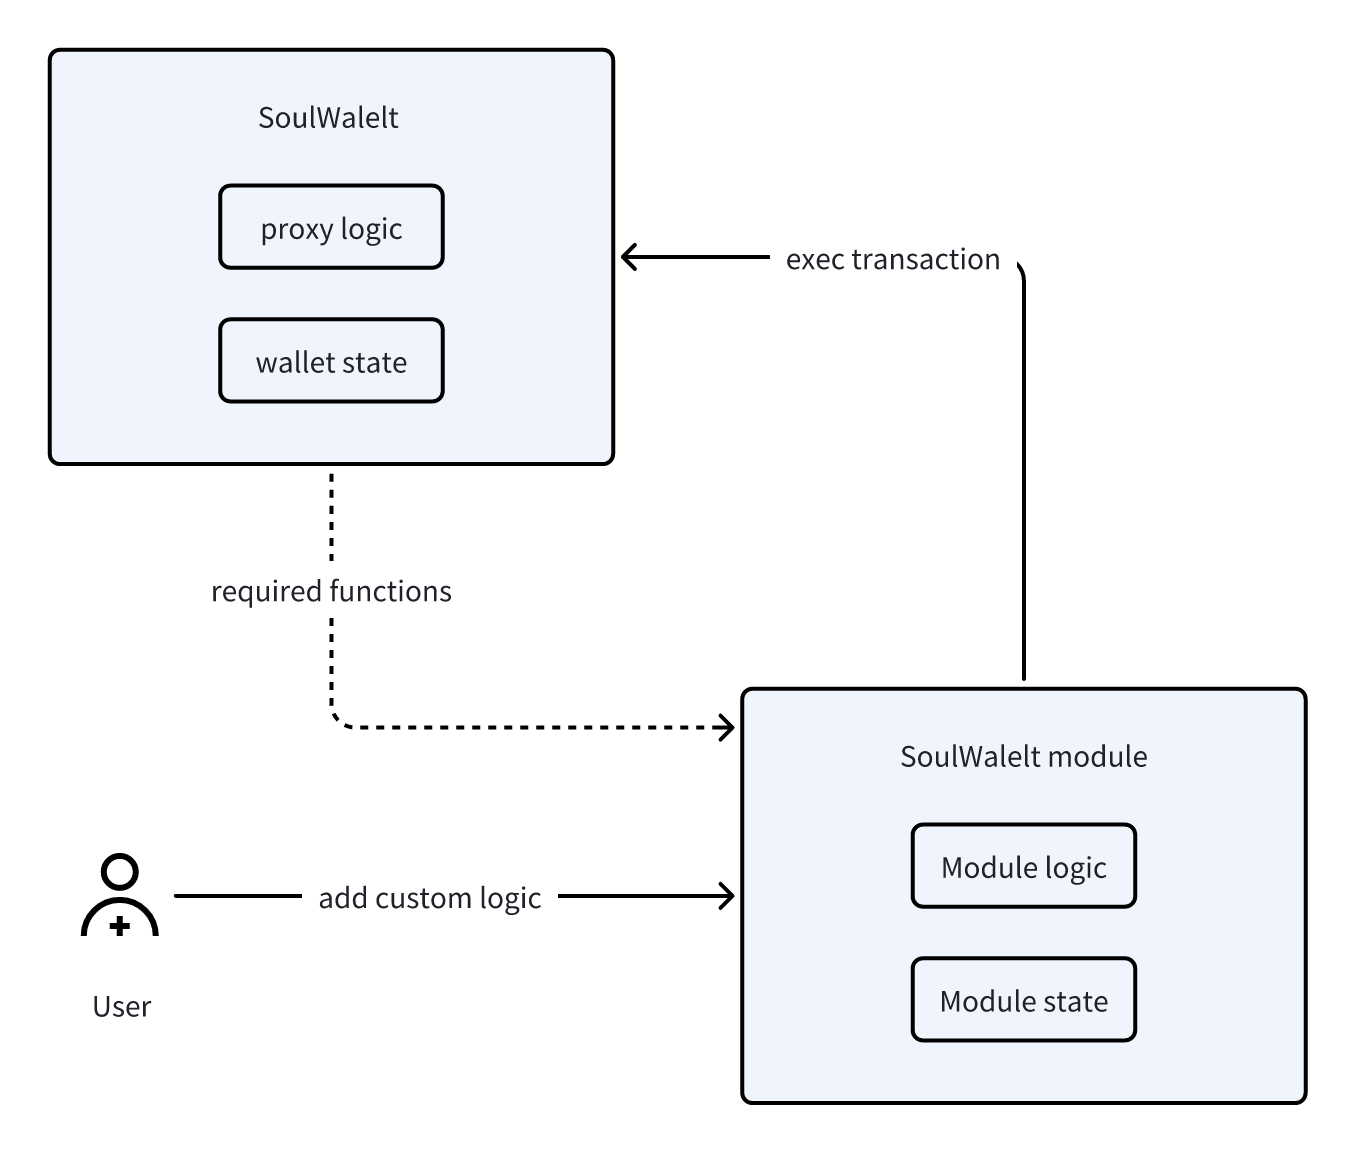 SoulWalelt
proxy logic
exec transaction
wallet state
required functions
SoulWalelt module
Module logic
add custom logic
Module state
User